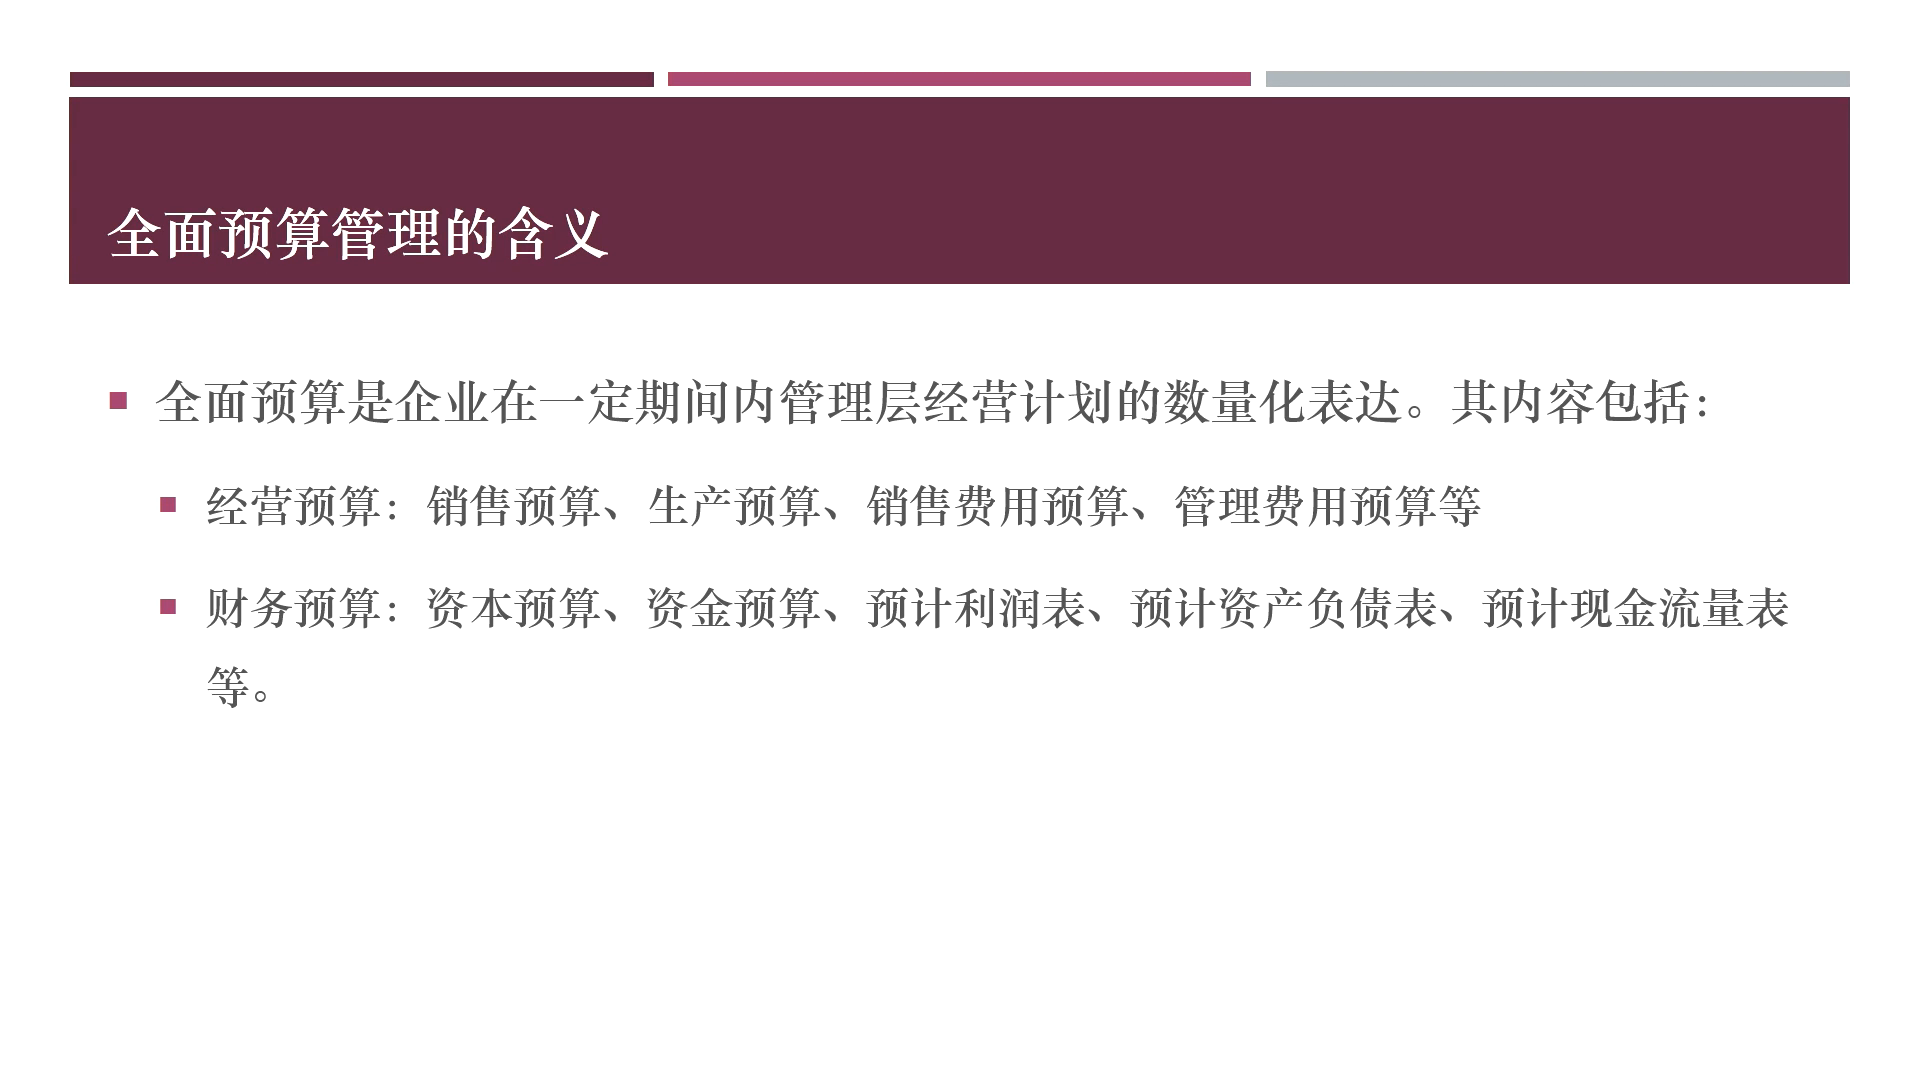 全面预算管理的含义
全面预算是企业在一定期间内管理层经营计划的数量化表达。其内容包括：
经营预算：销售预算、生产预算、销售费用预算、管理费用预算等
财务预算：资本预算、资金预算、预计利润表、预计资产负债表、预计现金流量表
等。